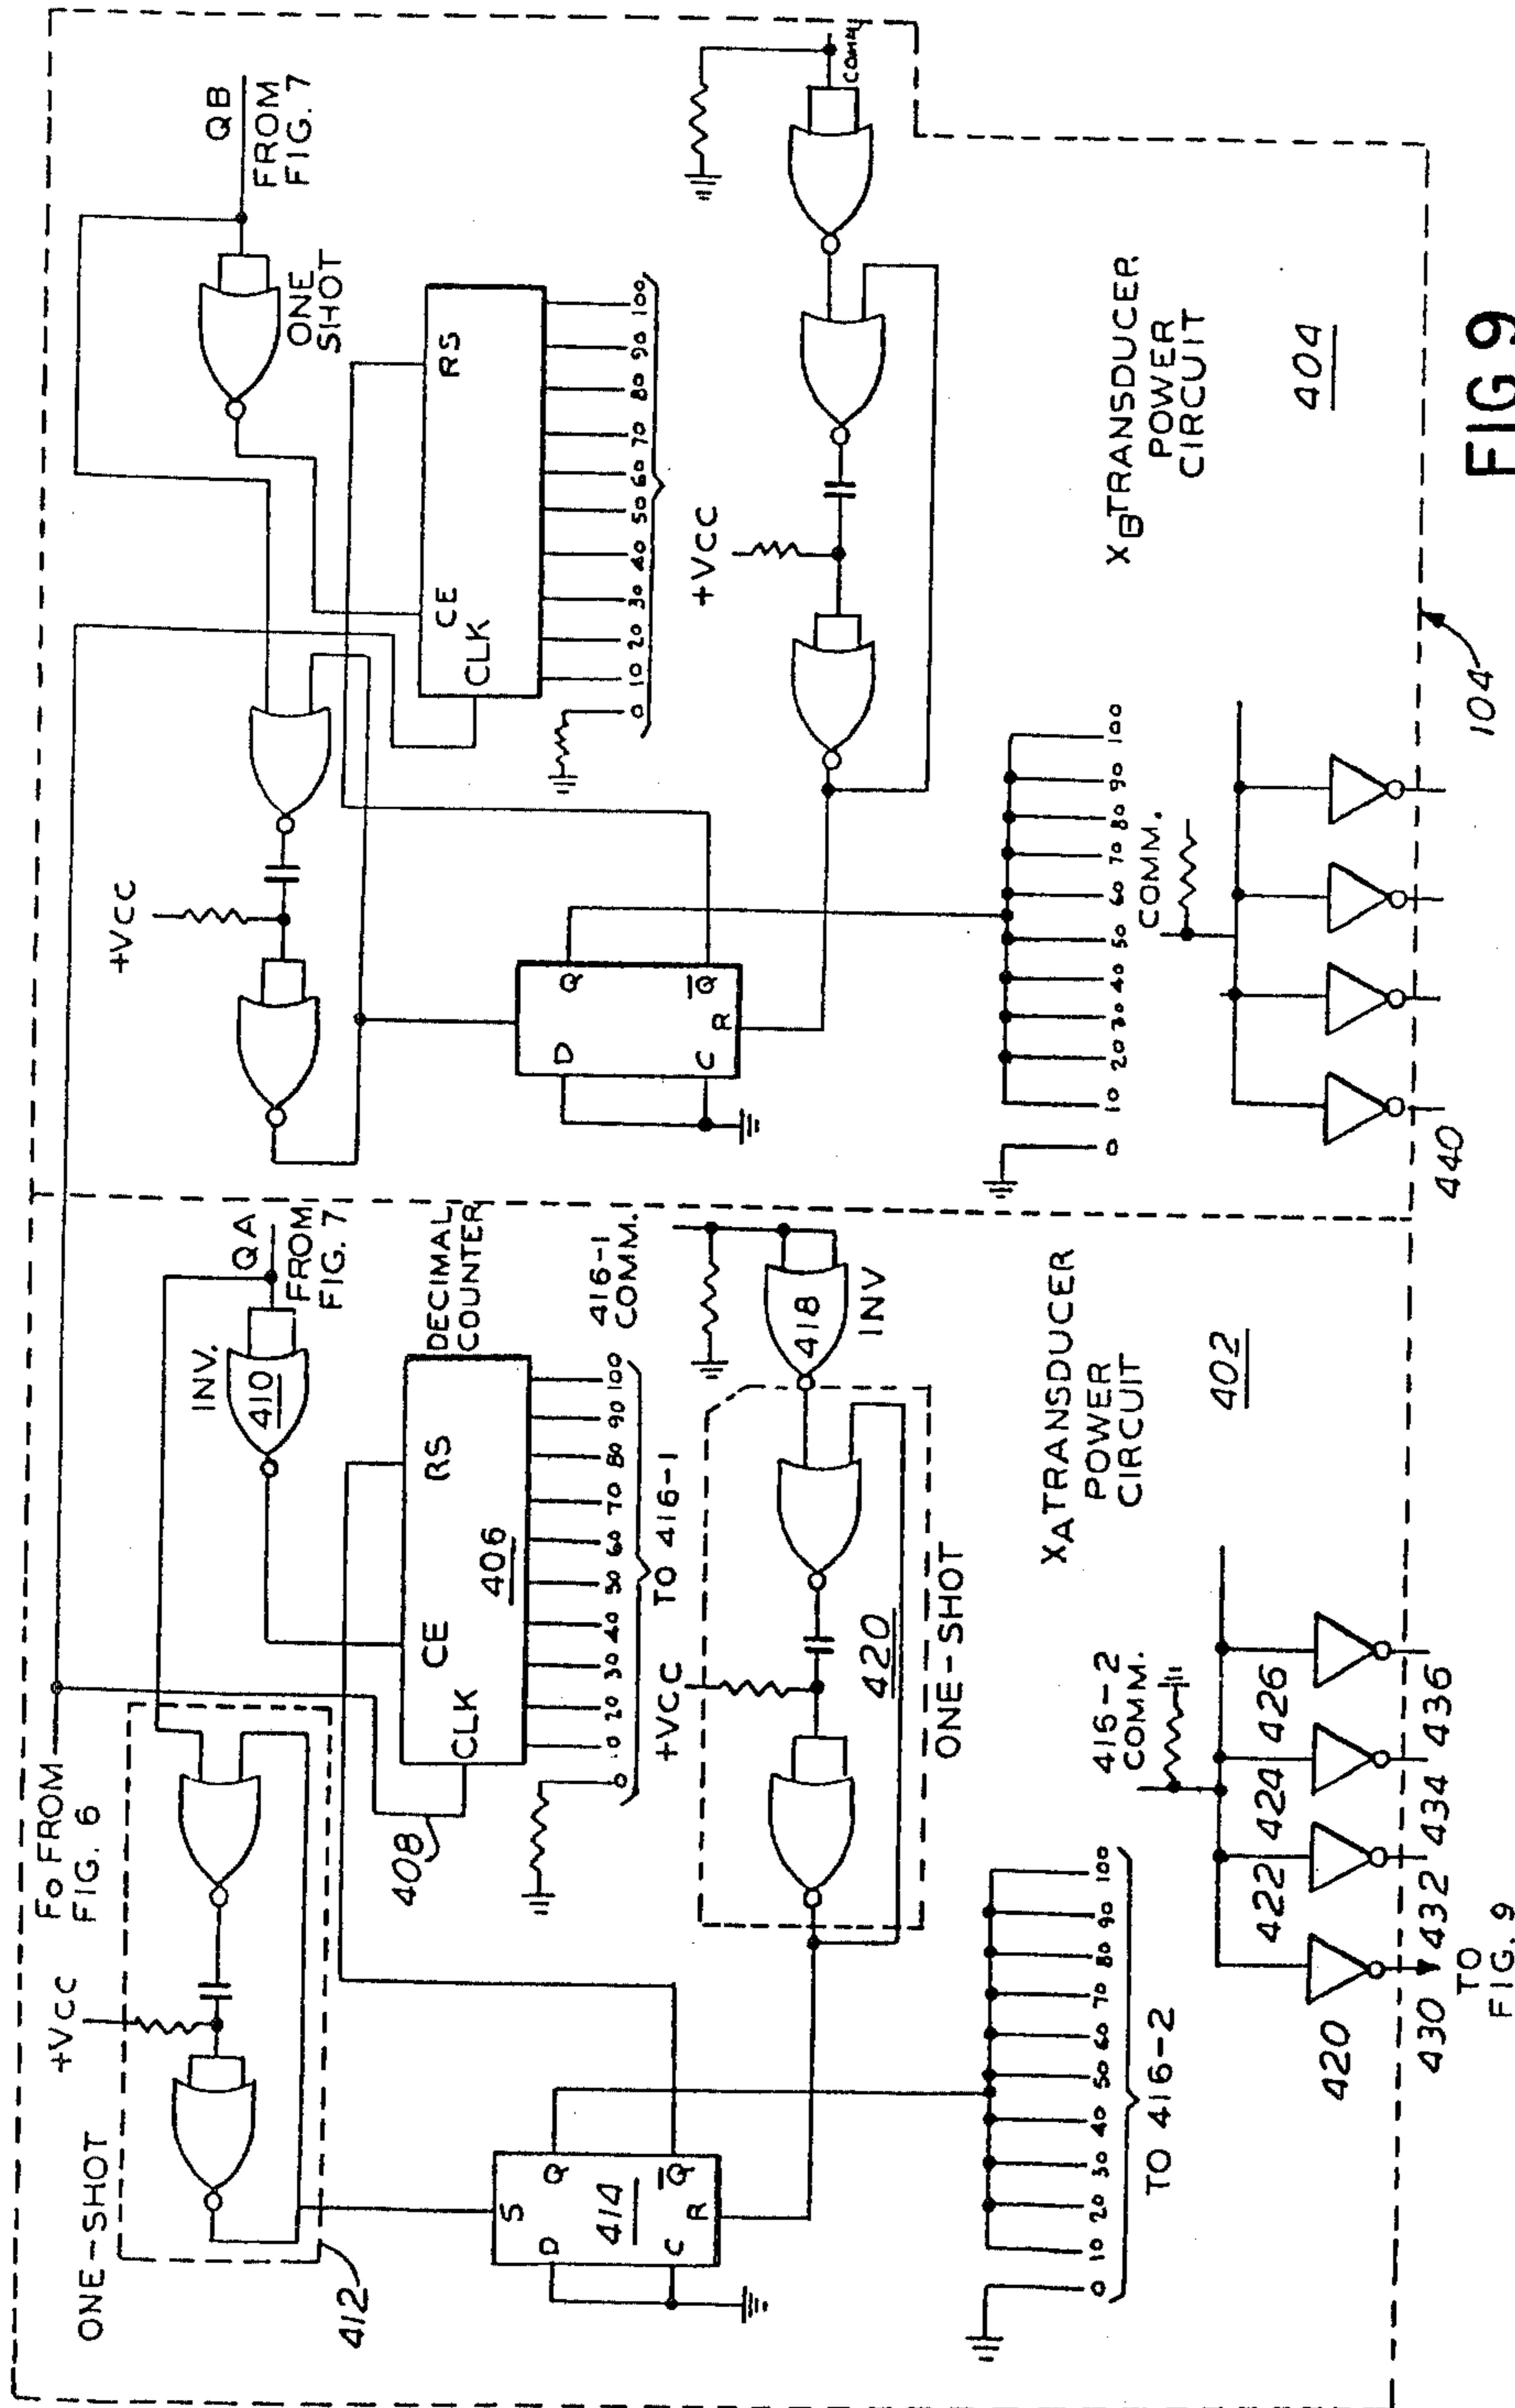 ONE-SHOT
+VCC
Fo FROM
FIG. 6
412
408
INV.
410
QA
FROM
FIG. 7
DECIMAL
COUNTER
CLK
CE
RS
406
0 0 20 30 40 50 60 70 80 90 100
TO 416-1
416-1
COMM.
S
D
Q
414
C
Q
R
+VCC
420
ONE-SHOT
418
INV
0 10 20 30 40 50 60 70 80 90 100
TO 416-2
416-2
COMM.
420
422
424
426
430
432
434
436
TO
FIG. 9
XA TRANSDUCER
POWER
CIRCUIT
402
+VCC
QB
FROM
FIG. 7
ONE
SHOT
CE
CLK
RS
0 10 20 30 40 50 60 70 80 90 100
D
Q
C
Q
R
+VCC
COMM
0 10 20 30 40 50 60 70 80 90 100
COMM.
440
XB TRANSDUCER
POWER
CIRCUIT
404
104
FIG 9